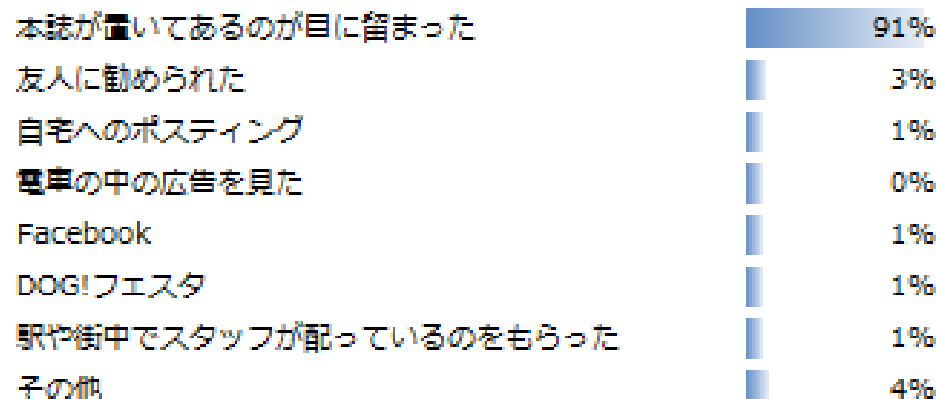 本誌が置いてあるのが目に留まった 91%
友人に勧められた 3%
自宅へのポスティング 1%
電車の中の広告を見た 0%
Facebook 1%
DOG!フェスタ 1%
駅や街中でスタッフが配っているのをもらった 1%
その他 4%